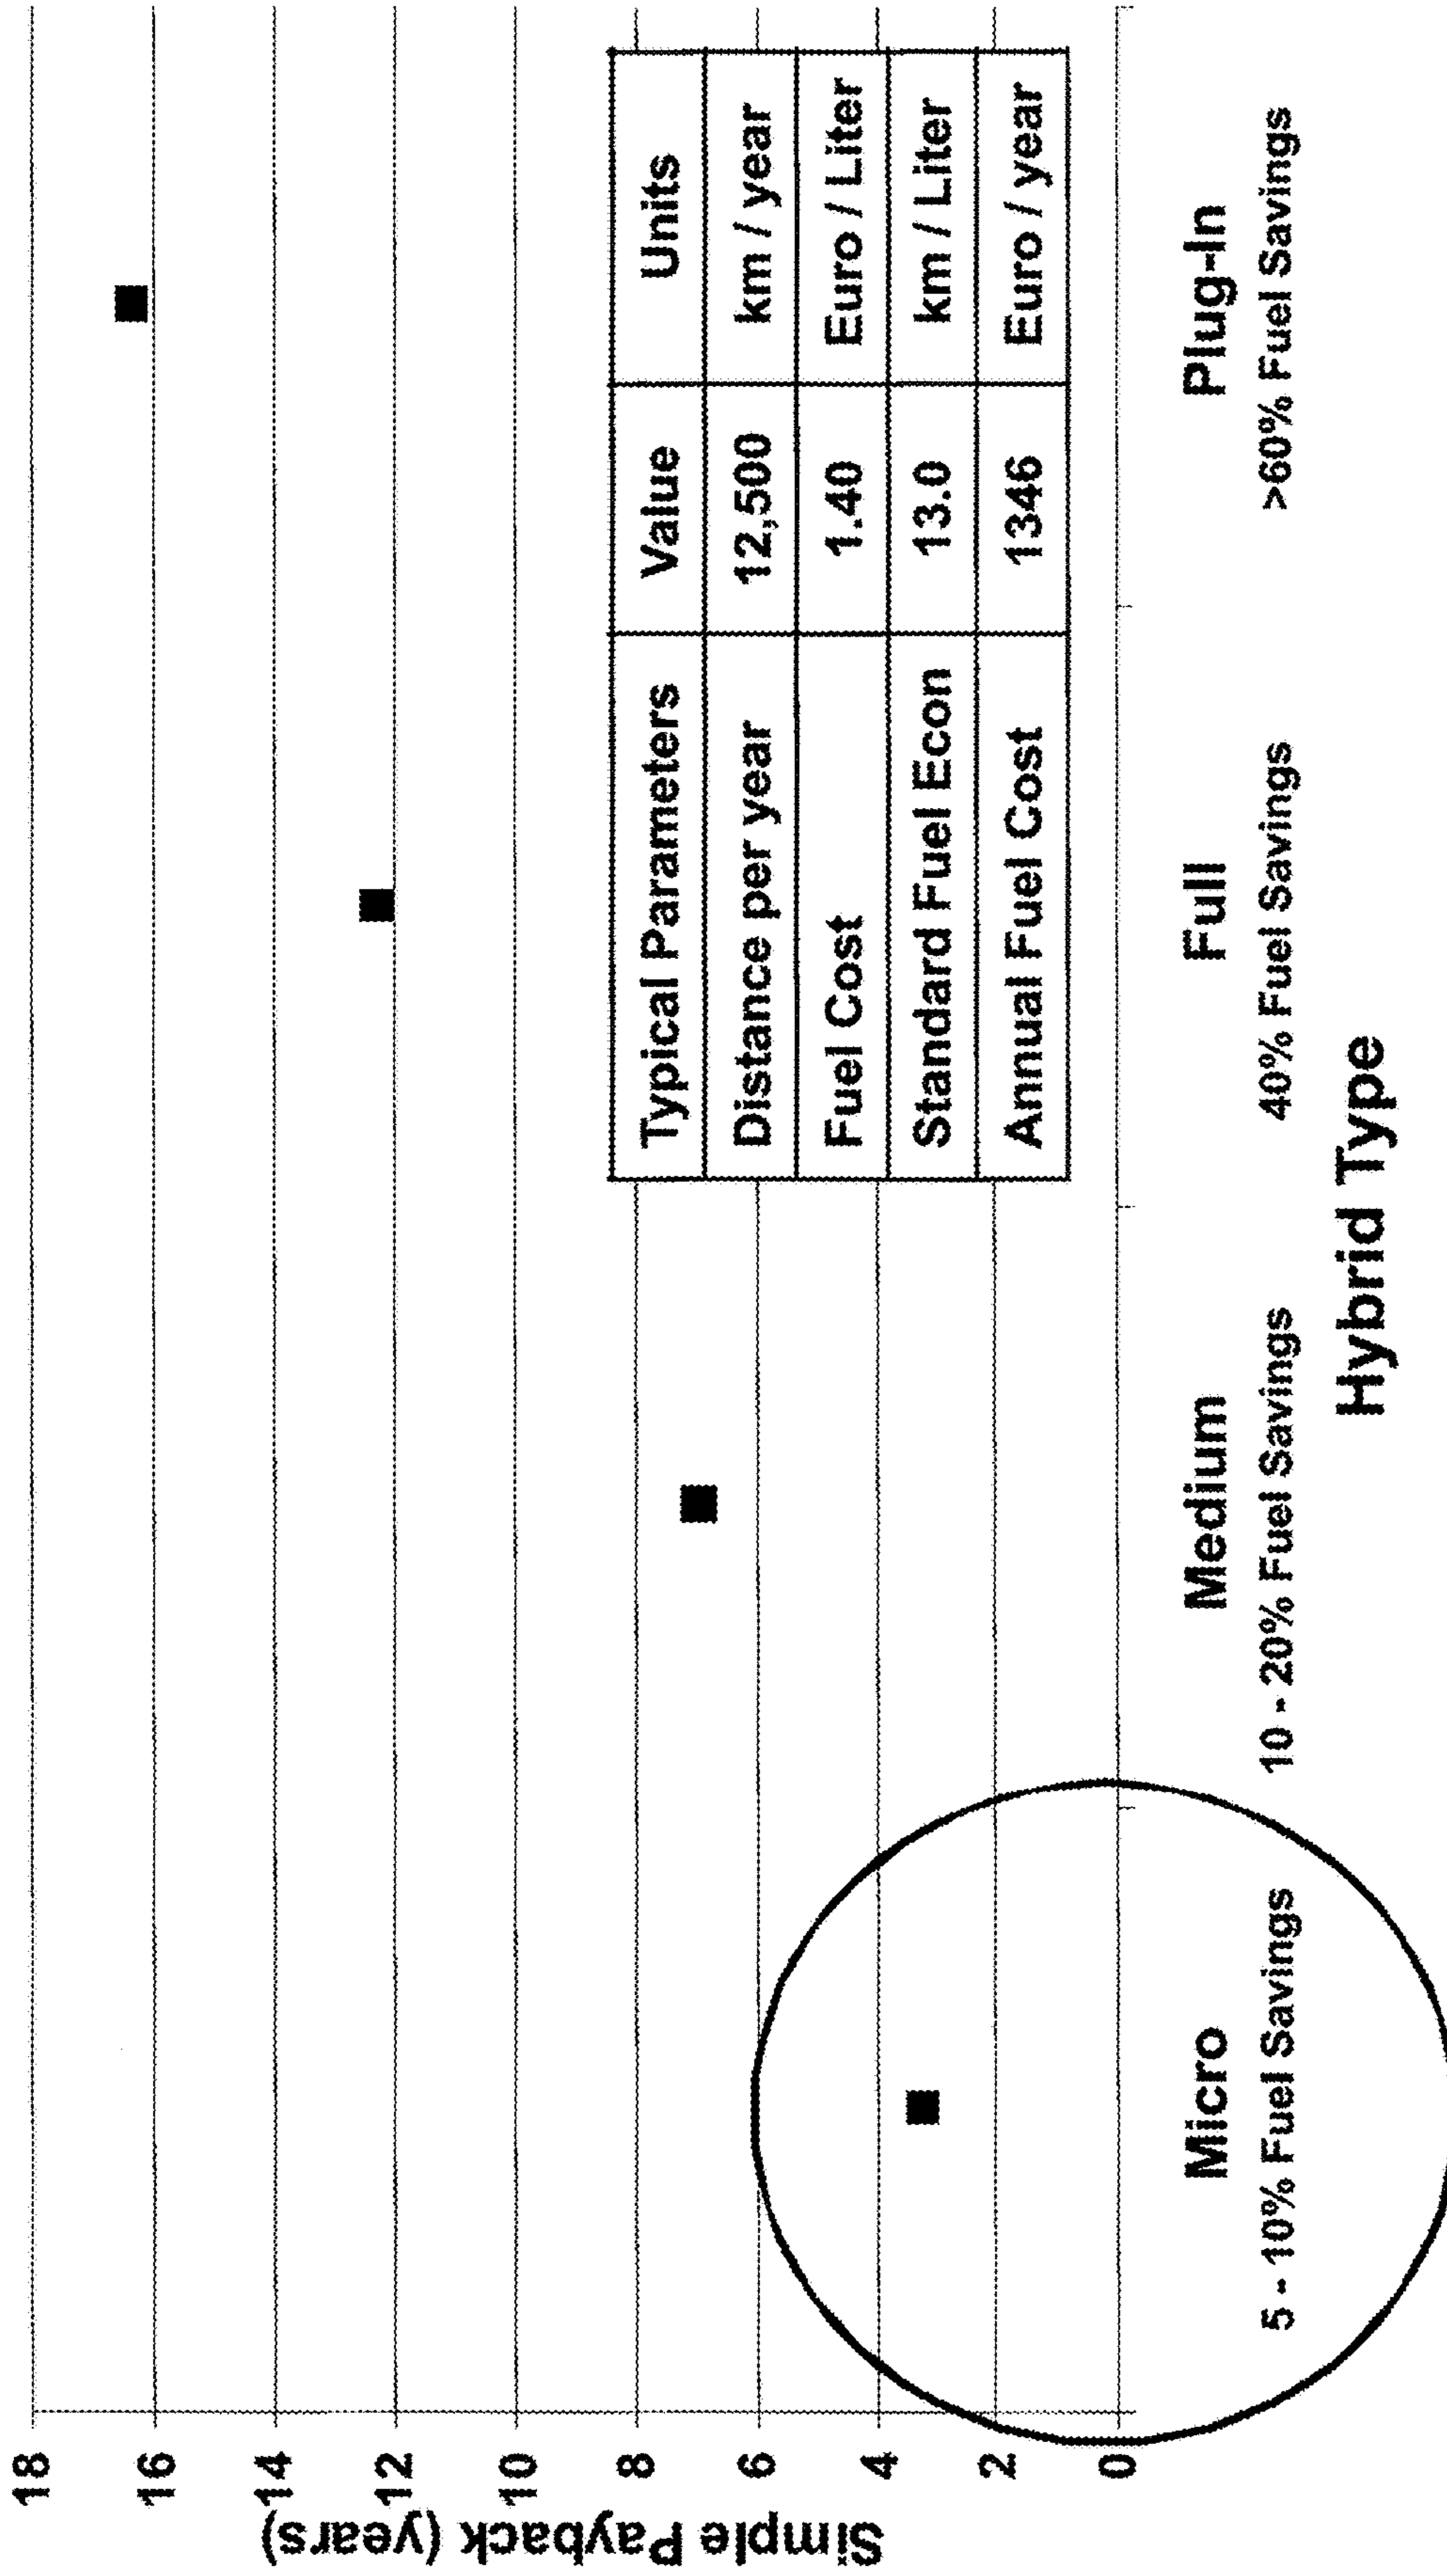 18
16
14
12
10
8
6
4
2
0
Simple Payback (years)
Typical Parameters Value Units
Distance per year 12,500 km / year
Fuel Cost 1.40 Euro / Liter
Standard Fuel Econ 13.0 km / Liter
Annual Fuel Cost 1346 Euro / year
Micro Medium Full Plug-In
5 - 10% Fuel Savings 10 - 20% Fuel Savings 40% Fuel Savings >60% Fuel Savings
Hybrid Type